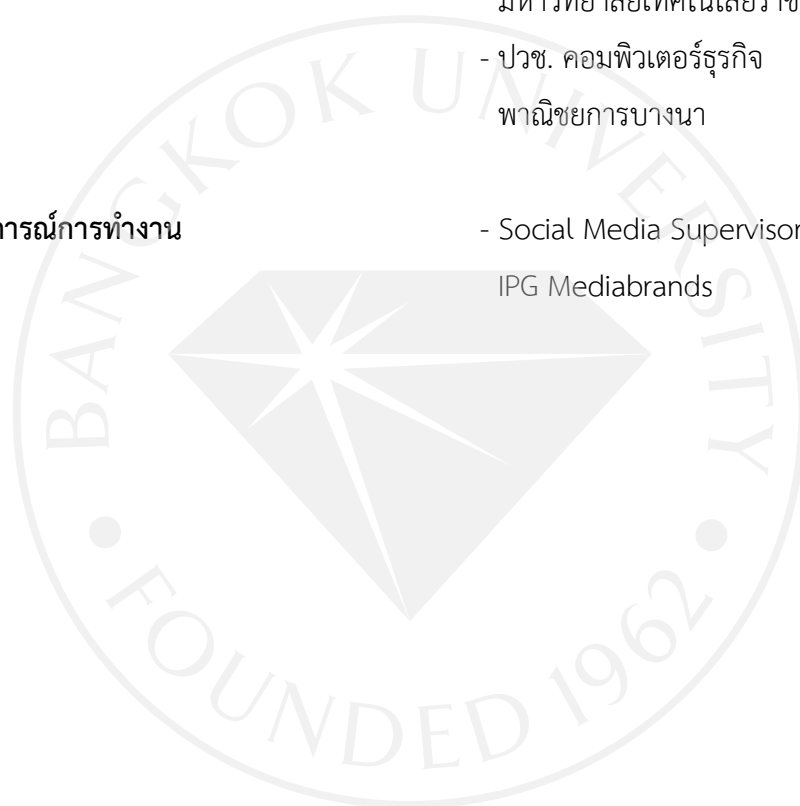 - ปวช. คอมพิวเตอร์ธุรกิจ
พาณิชยการบางนา
การณ์การทำงาน
- Social Media Supervisor
IPG Mediabrands
BANGKOK UNIVERSITY
• FOUNDED 1962 •